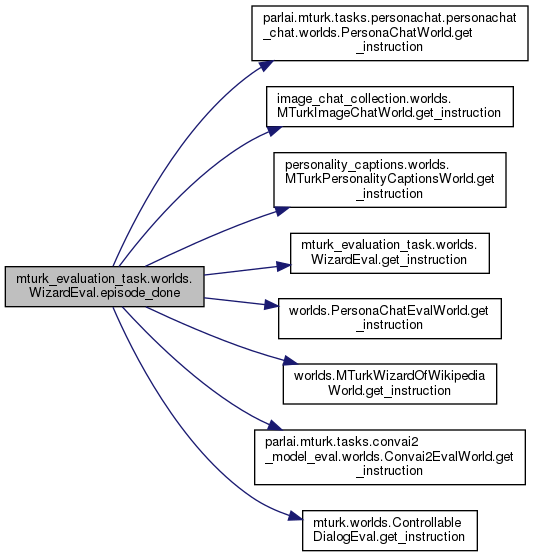 parlai.mturk.tasks.personachat.personachat
_chat.worlds.PersonaChatWorld.get
_instruction
image_chat_collection.worlds.
MTurkImageChatWorld.get_instruction
personality_captions.worlds.
MTurkPersonalityCaptionsWorld.get
_instruction
mturk_evaluation_task.worlds.
WizardEval.get_instruction
mturk_evaluation_task.worlds.
WizardEval.episode_done
worlds.PersonaChatEvalWorld.get
_instruction
worlds.MTurkWizardOfWikipedia
World.get_instruction
parlai.mturk.tasks.convai2
_model_eval.worlds.Convai2EvalWorld.get
_instruction
mturk.worlds.Controllable
DialogEval.get_instruction